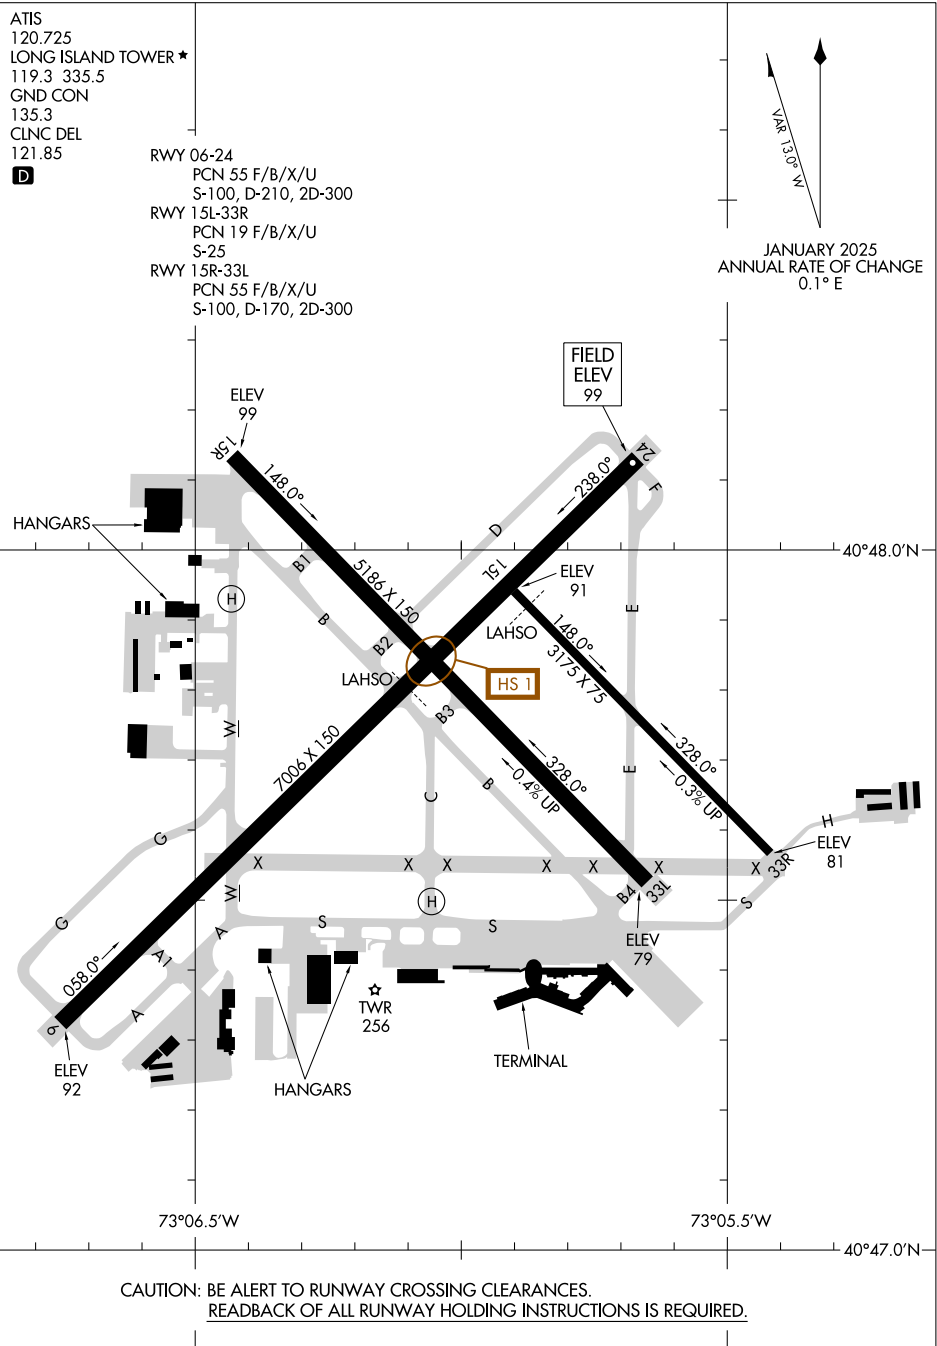 ATIS
120.725
LONG ISLAND TOWER ★
119.3 335.5
GND CON
135.3
CLNC DEL
121.85
D
RWY 06-24
PCN 55 F/B/X/U
S-100, D-210, 2D-300
RWY 15L-33R
PCN 19 F/B/X/U
S-25
RWY 15R-33L
PCN 55 F/B/X/U
S-100, D-170, 2D-300
VAR 13.0° W
JANUARY 2025
ANNUAL RATE OF CHANGE
0.1° E
FIELD
ELEV
99
ELEV
99
15R
24
148.0°
238.0°
F
HANGARS
D
40°48.0'N
B1
5186 X 150
15L
ELEV
91
H
B
E
LAHSO
148.0°
3175 X 75
B2
LAHSO
HS 1
B3
W
7006 X 150
328.0°
0.4% UP
B
E
328.0°
0.3% UP
C
H
G
ELEV
81
X
X
X
X
X
X
X
33R
W
H
B4
33L
S
G
A
S
S
ELEV
79
A1
058.0°
A
6
TWR
256
ELEV
92
HANGARS
TERMINAL
73°06.5'W
73°05.5'W
40°47.0'N
CAUTION: BE ALERT TO RUNWAY CROSSING CLEARANCES.
READBACK OF ALL RUNWAY HOLDING INSTRUCTIONS IS REQUIRED.